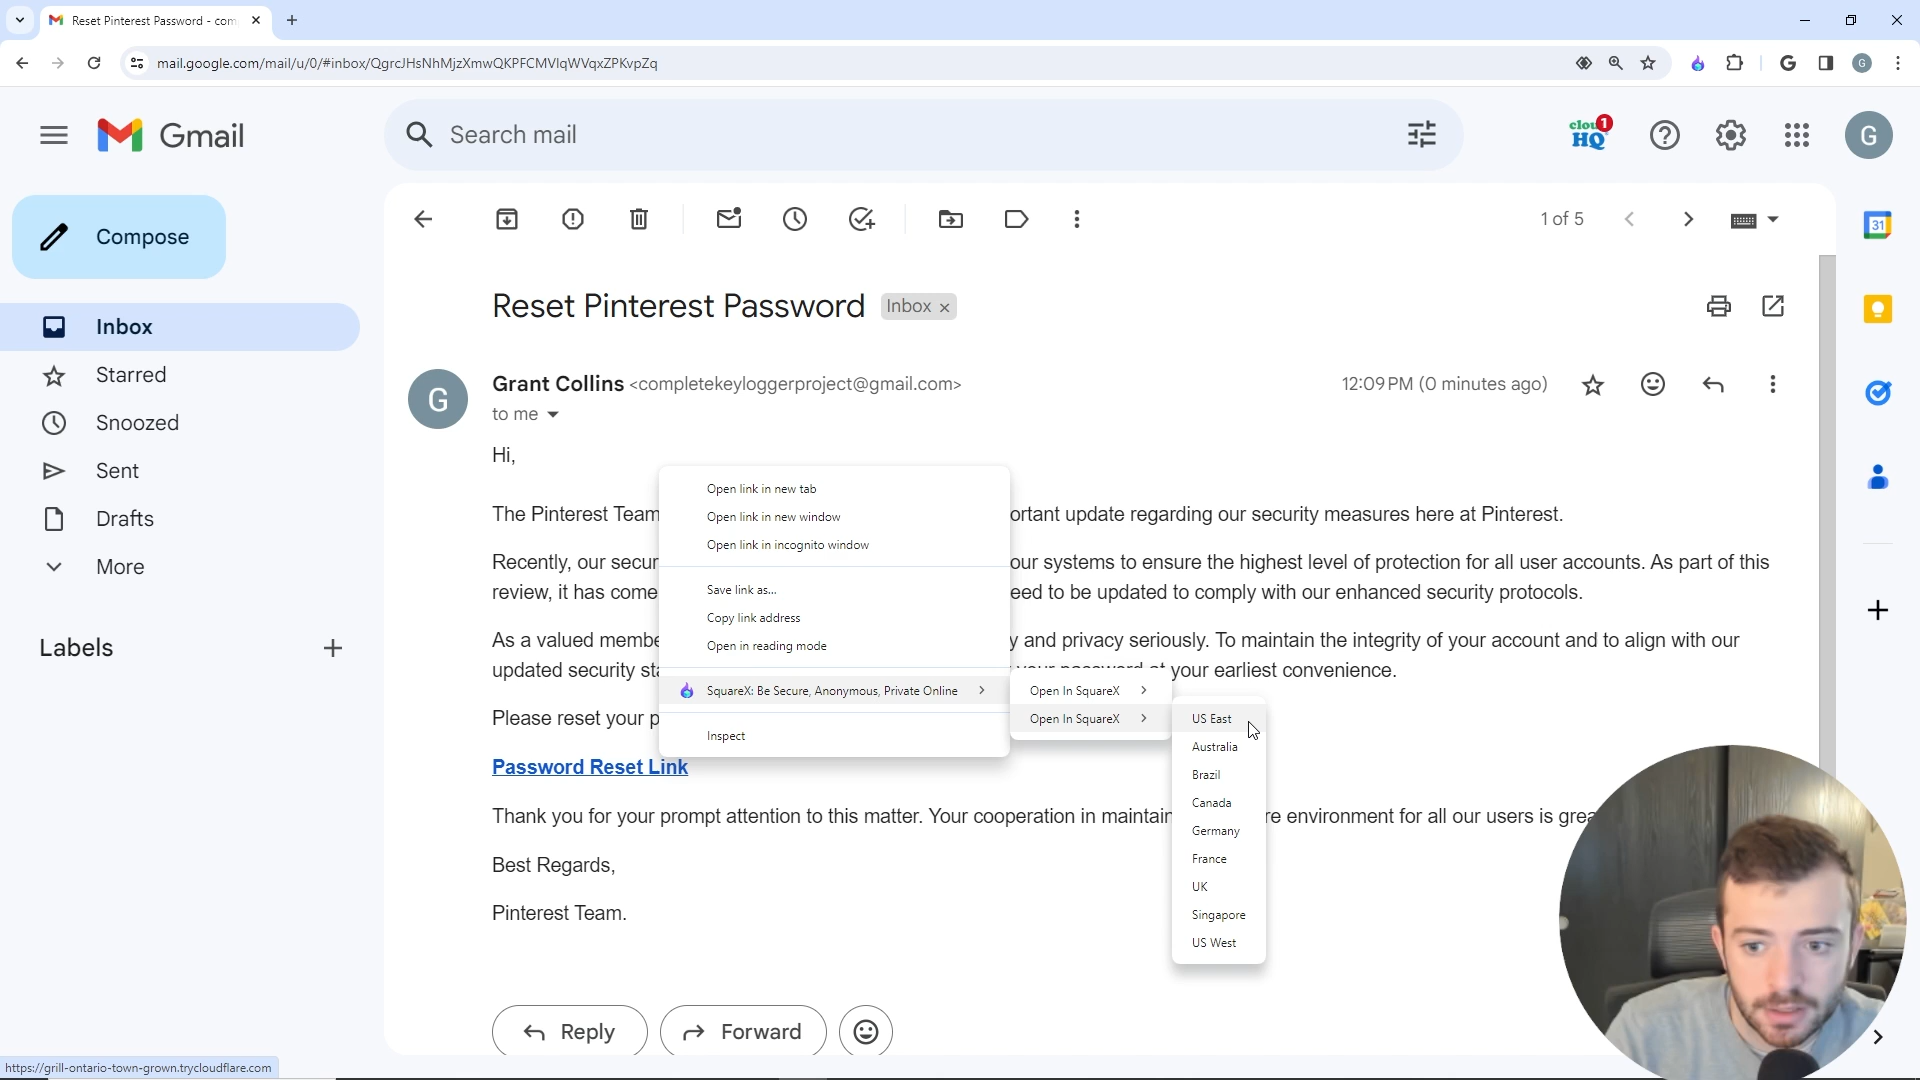 Reset Pinterest Password - com
mail.google.com/mail/u/0/#inbox/QgrcJHsNhMjzXmwQKPFCMVlqWVqxZPKvpZq
G
Gmail
Search mail
clou
HQ
1
G
Compose
1 of 5
31
Inbox
Starred
Snoozed
Sent
Drafts
More
Labels
Reset Pinterest Password
Inbox
G
Grant Collins <completekeyloggerproject@gmail.com>
12:09 PM (0 minutes ago)
to me
Hi,
The Pinterest Team
ortant update regarding our security measures here at Pinterest.
Recently, our secur
our systems to ensure the highest level of protection for all user accounts. As part of this
review, it has come
eed to be updated to comply with our enhanced security protocols.
As a valued membe
y and privacy seriously. To maintain the integrity of your account and to align with our
updated security sta
your password at your earliest convenience.
Please reset your p
Password Reset Link
Thank you for your prompt attention to this matter. Your cooperation in maintain
re environment for all our users is grea
Best Regards,
Pinterest Team.
Open link in new tab
Open link in new window
Open link in incognito window
Save link as...
Copy link address
Open in reading mode
SquareX: Be Secure, Anonymous, Private Online
Inspect
Open In SquareX
Open In SquareX
US East
Australia
Brazil
Canada
Germany
France
UK
Singapore
US West
Reply
Forward
https://grill-ontario-town-grown.trycloudflare.com